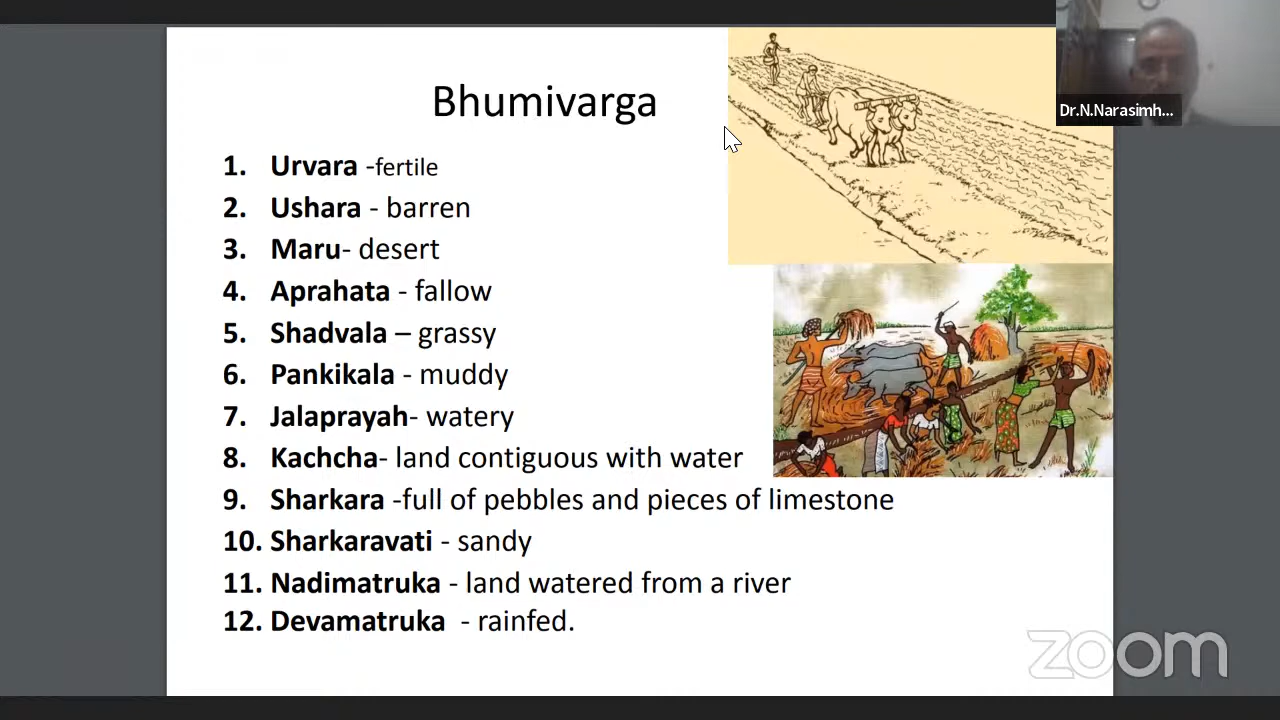 Bhumivarga
1. Urvara -fertile
2. Ushara - barren
3. Maru- desert
4. Aprahata - fallow
5. Shadvala – grassy
6. Pankikala - muddy
7. Jalaprayah- watery
8. Kachcha- land contiguous with water
9. Sharkara -full of pebbles and pieces of limestone
10. Sharkaravati - sandy
11. Nadimatruka - land watered from a river
12. Devamatruka - rainfed.
Dr.N.Narasimh...
zoom